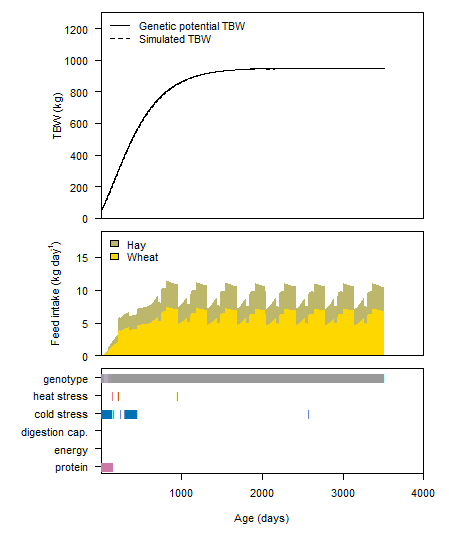 Genetic potential TBW
Simulated TBW
TBW (kg)
1200
1000
800
600
400
200
0
Hay
Wheat
Feed intake (kg day⁻¹)
15
10
5
0
genotype
heat stress
cold stress
digestion cap.
energy
protein
1000 2000 3000 4000
Age (days)